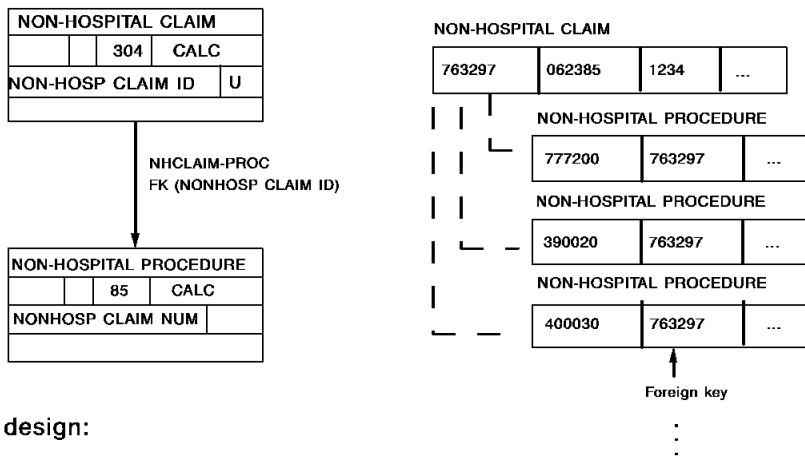 NON-HOSPITAL CLAIM
304 CALC
NON-HOSP CLAIM ID U
NHCLAIM-PROC
FK (NONHOSP CLAIM ID)
NON-HOSPITAL PROCEDURE
85 CALC
NONHOSP CLAIM NUM
NON-HOSPITAL CLAIM
763297 062385 1234 ...
NON-HOSPITAL PROCEDURE
777200 763297 ...
NON-HOSPITAL PROCEDURE
390020 763297 ...
NON-HOSPITAL PROCEDURE
400030 763297 ...
Foreign key
design: